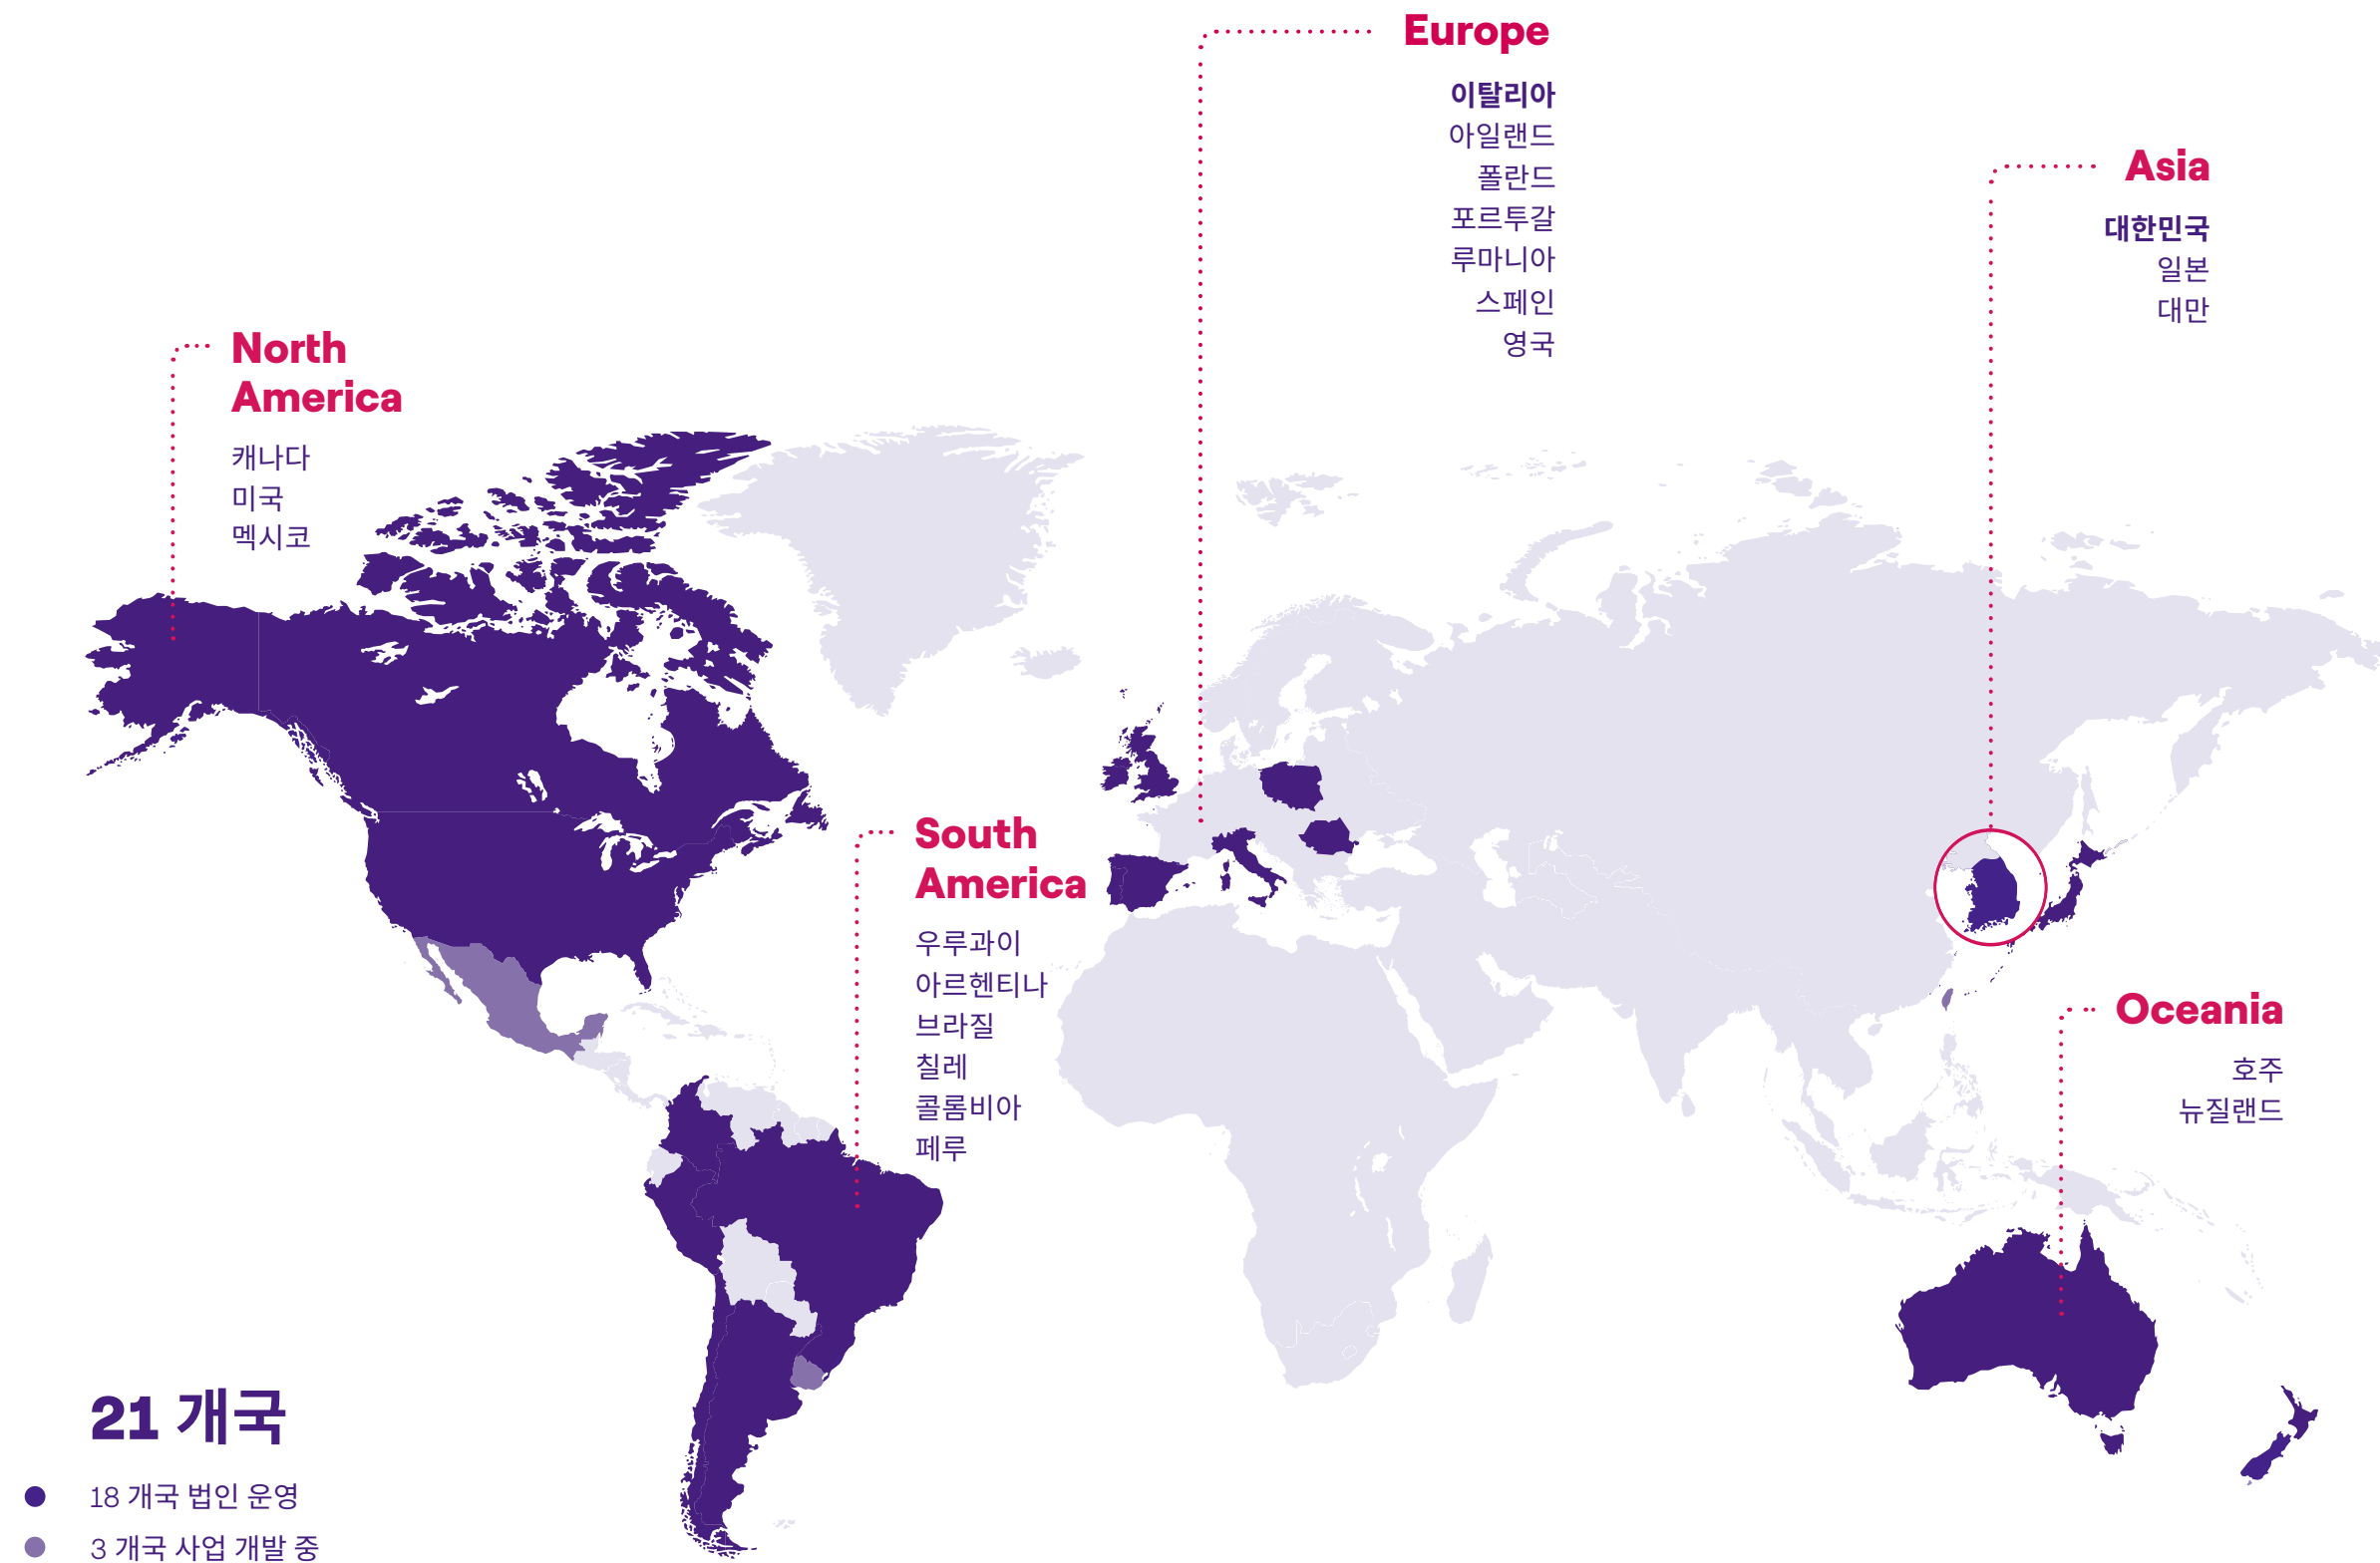 Europe
이탈리아
아일랜드
폴란드
포르투갈
루마니아
스페인
영국
Asia
대한민국
일본
대만
North
America
캐나다
미국
멕시코
South
America
우루과이
아르헨티나
브라질
칠레
콜롬비아
페루
Oceania
호주
뉴질랜드
21 개국
18 개국 법인 운영
3 개국 사업 개발 중